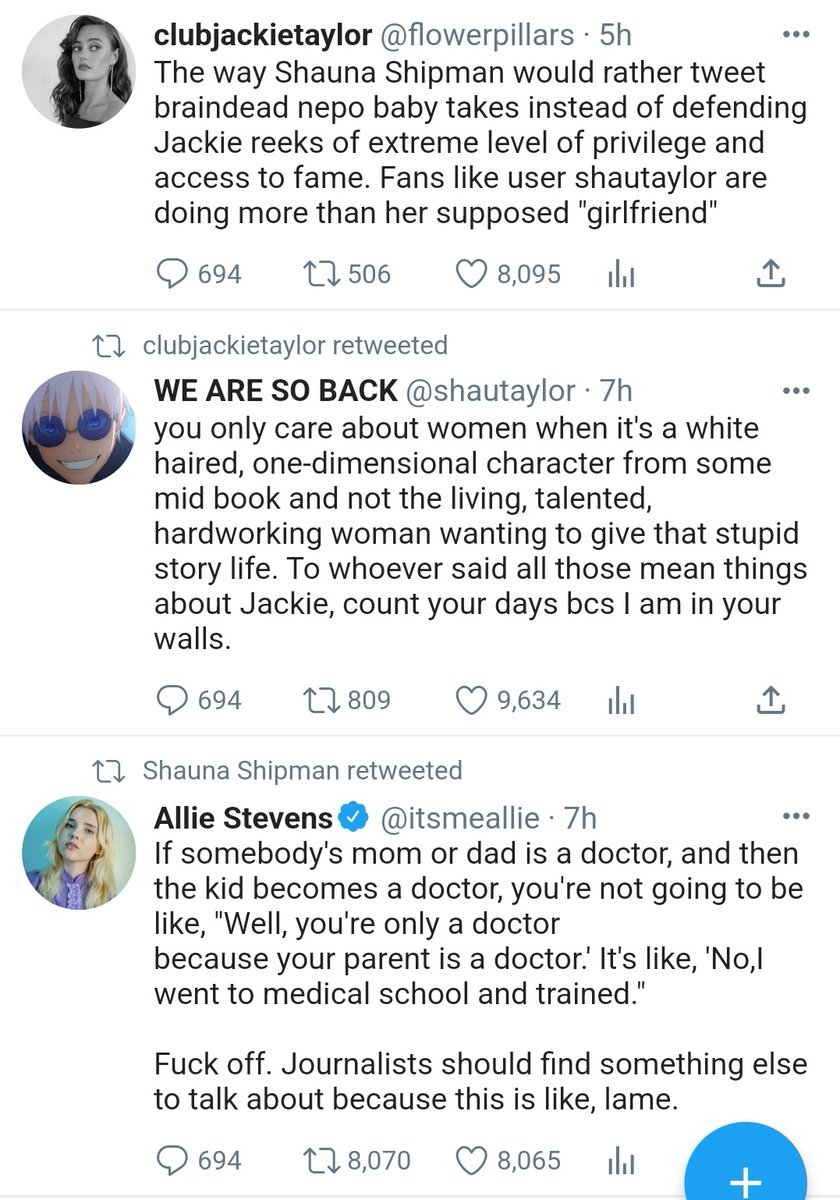 clubjackietaylor @flowerpillars · 5h
The way Shauna Shipman would rather tweet
braindead nepo baby takes instead of defending
Jackie reeks of extreme level of privilege and
access to fame. Fans like user shautaylor are
doing more than her supposed "girlfriend"
694 506 8,095
clubjackietaylor retweeted
WE ARE SO BACK @shautaylor · 7h
you only care about women when it's a white
haired, one-dimensional character from some
mid book and not the living, talented,
hardworking woman wanting to give that stupid
story life. To whoever said all those mean things
about Jackie, count your days bcs I am in your
walls.
694 809 9,634
Shauna Shipman retweeted
Allie Stevens @itsmeallie · 7h
If somebody's mom or dad is a doctor, and then
the kid becomes a doctor, you're not going to be
like, "Well, you're only a doctor
because your parent is a doctor.' It's like, 'No,I
went to medical school and trained."
Fuck off. Journalists should find something else
to talk about because this is like, lame.
694 8,070 8,065